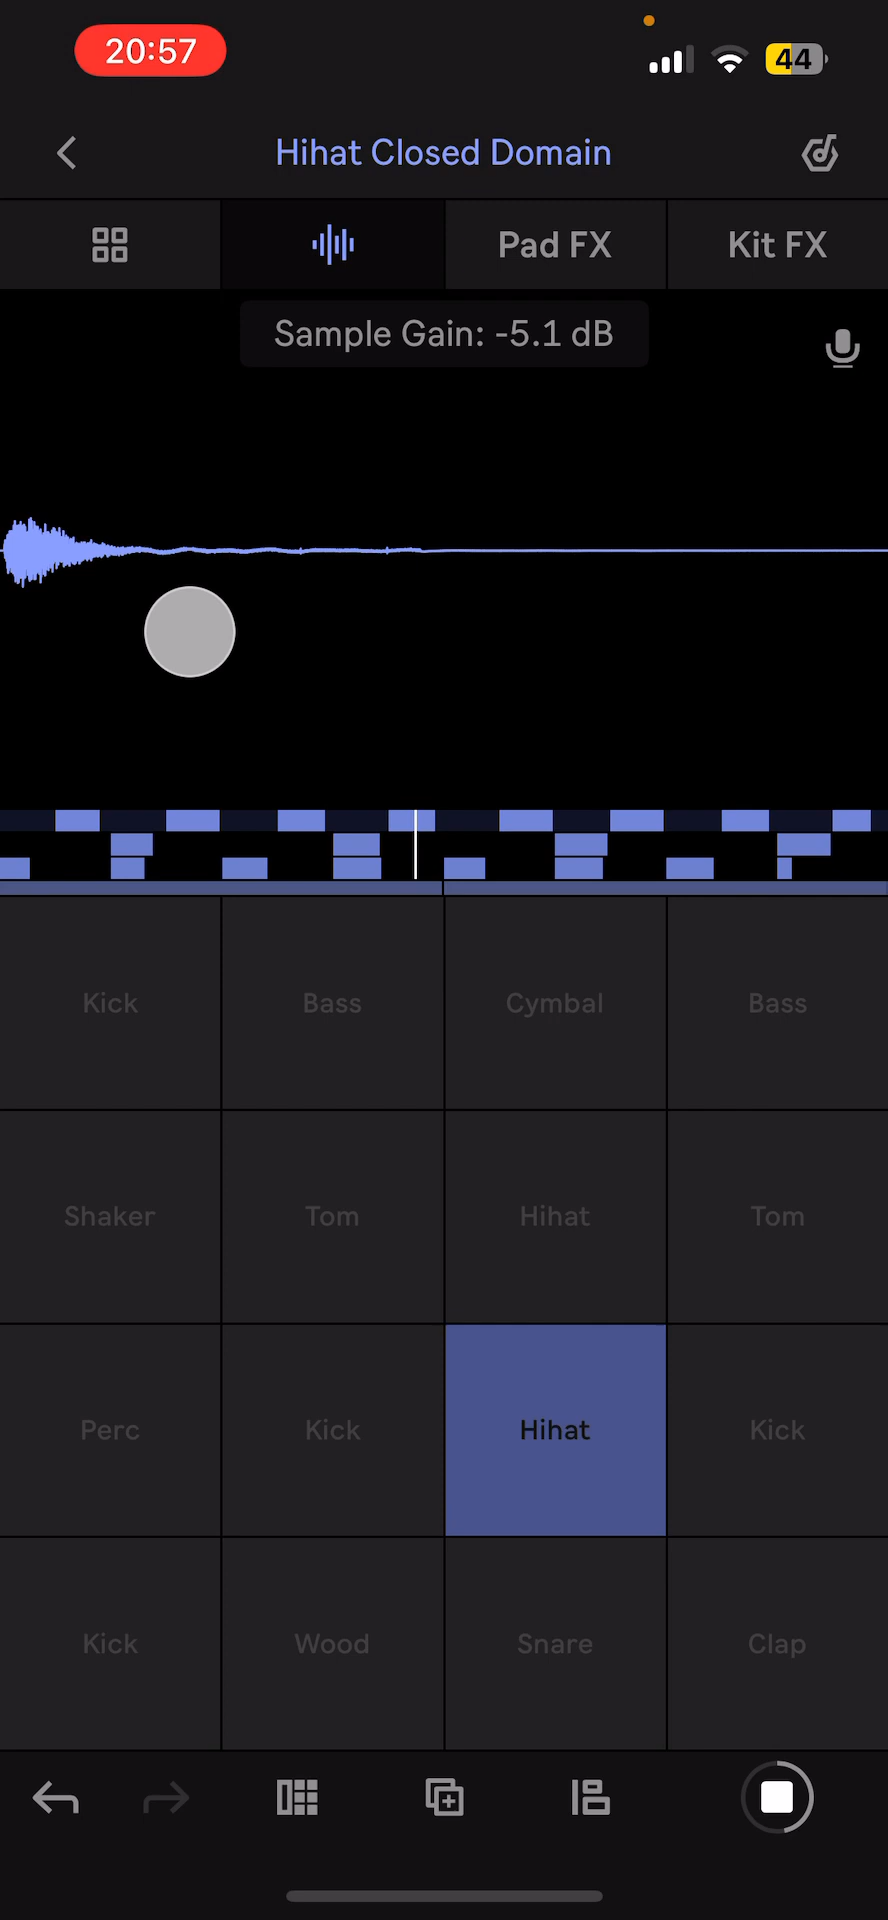 20:57
44
Hihat Closed Domain
Pad FX
Kit FX
Sample Gain: -5.1 dB
Kick
Bass
Cymbal
Bass
Shaker
Tom
Hihat
Tom
Perc
Kick
Hihat
Kick
Kick
Wood
Snare
Clap